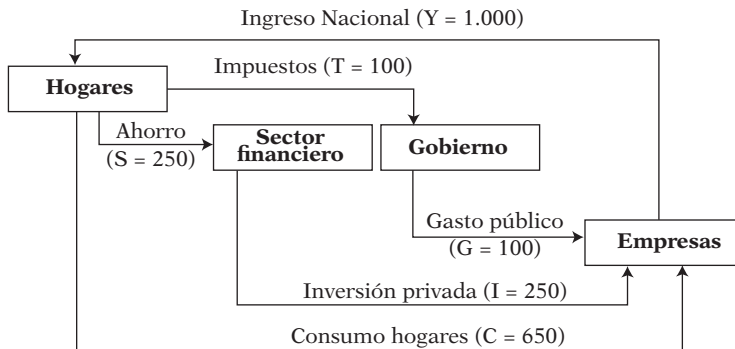 Ingreso Nacional (Y = 1.000)
Impuestos (T = 100)
Hogares
Ahorro
(S = 250)
Sector
financiero
Gobierno
Gasto público
(G = 100)
Empresas
Inversión privada (I = 250)
Consumo hogares (C = 650)